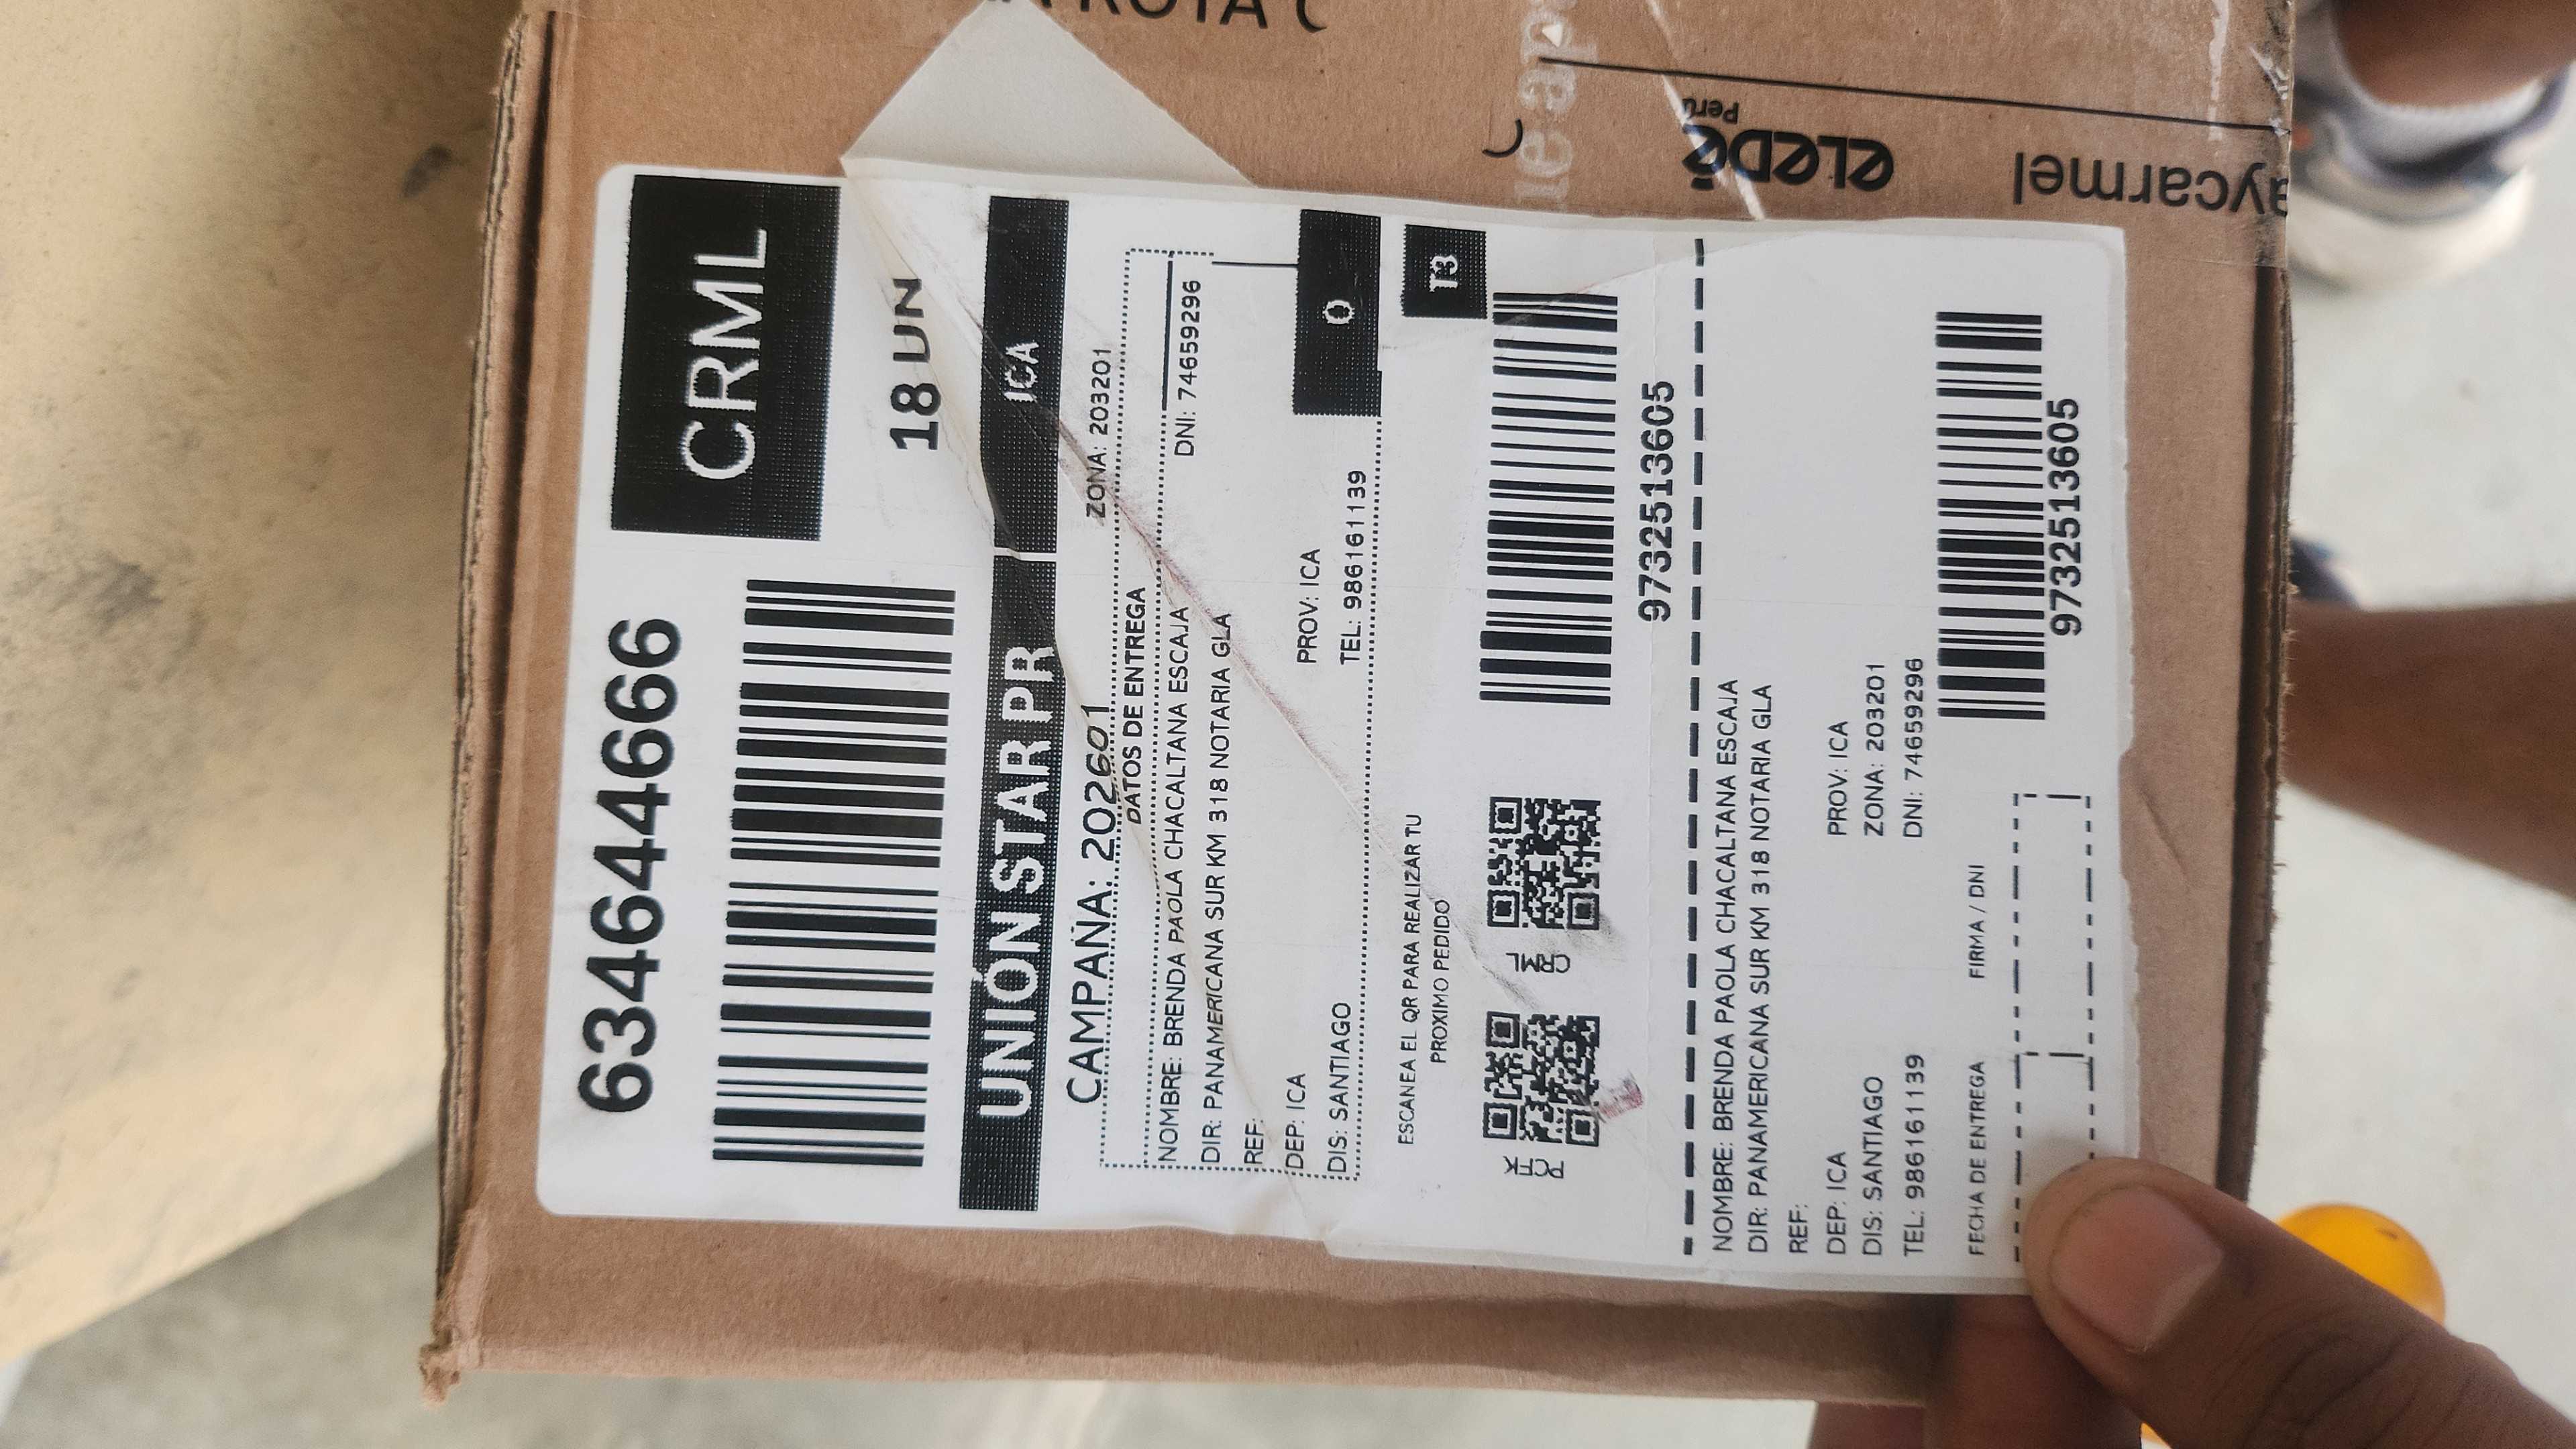 634644666
CRML
18 UN
UNIÓN STAR PR
ICA
CAMPAÑA: 202601
ZONA: 203201
DATOS DE ENTREGA
NOMBRE: BRENDA PAOLA CHACALTANA ESCAJA
DNI: 74659296
DIR: PANAMERICANA SUR KM 318 NOTARIA GLA
REF:
DEP: ICA PROV: ICA
DIS: SANTIAGO TEL: 986161139
0
13
ESCANEA EL QR PARA REALIZAR TU
PROXIMO PEDIDO
PCFK
CRML
9732513605
NOMBRE: BRENDA PAOLA CHACALTANA ESCAJA
DIR: PANAMERICANA SUR KM 318 NOTARIA GLA
REF:
DEP: ICA PROV: ICA
DIS: SANTIAGO ZONA: 203201
TEL: 986161139 DNI: 74659296
FECHA DE ENTREGA FIRMA / DNI
9732513605
eLeDé
Perú
aycarmel